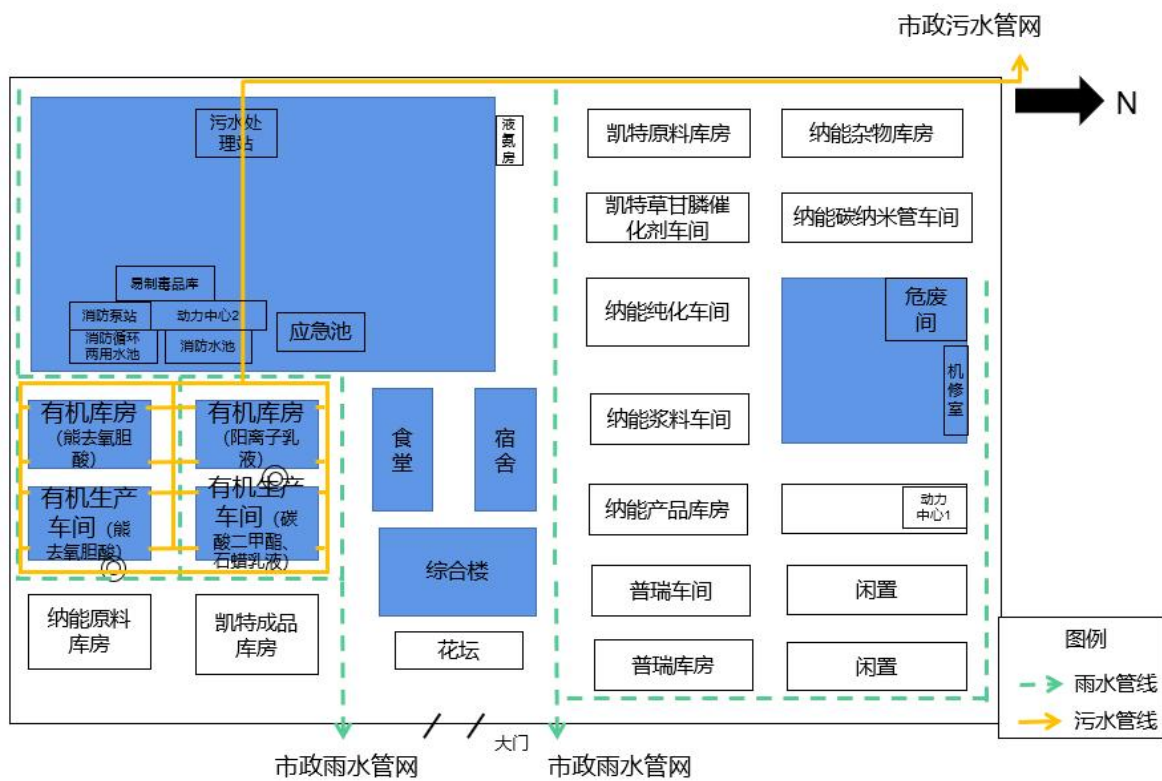 市政污水管网
N
污水处
理站
液
氨
房
凯特原料库房
纳能杂物库房
凯特草甘膦催
化剂车间
纳能碳纳米管车间
易制毒品库
消防泵站
动力中心2
消防循环
两用水池
消防水池
应急池
纳能纯化车间
危废
间
机
修
室
有机库房
(熊去氧胆
酸)
有机库房
(阳离子乳
液)
食
堂
宿
舍
纳能浆料车间
有机生产
车间(熊
去氧胆酸)
有机生产
车间(碳
酸二甲酯、
石蜡乳液)
纳能产品库房
动力
中心1
综合楼
普瑞车间
闲置
纳能原料
库房
凯特成品
库房
花坛
普瑞库房
闲置
图例
雨水管线
污水管线
大门
市政雨水管网
市政雨水管网